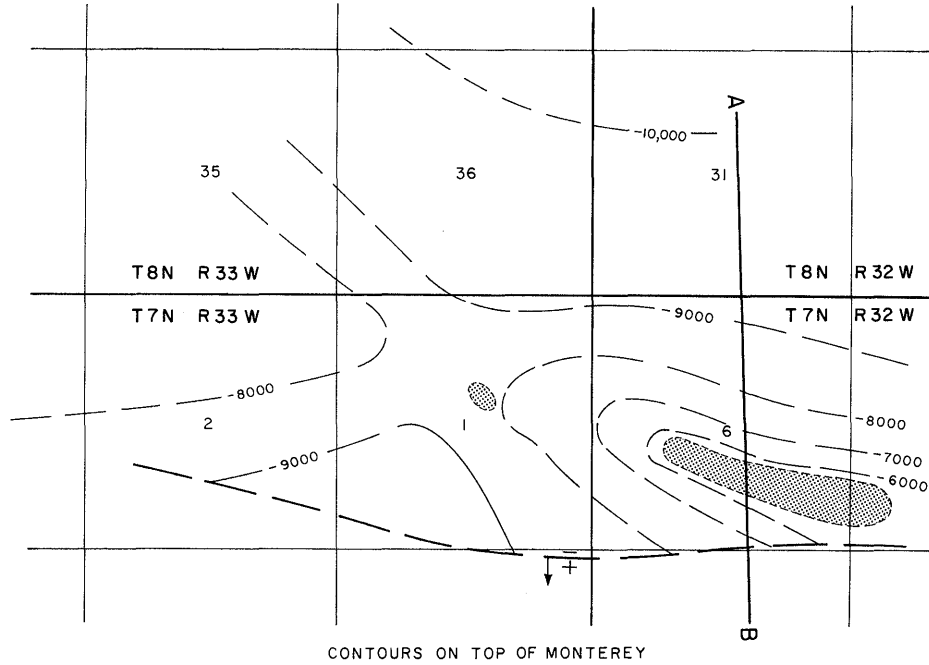 A
-10,000
35
36
31
T8N R33W
T8N R32W
T7N R33W
-9000
T7N R32W
-8000
-8000
2
1
6
-7000
-9000
-6000
-
+
B
CONTOURS ON TOP OF MONTEREY